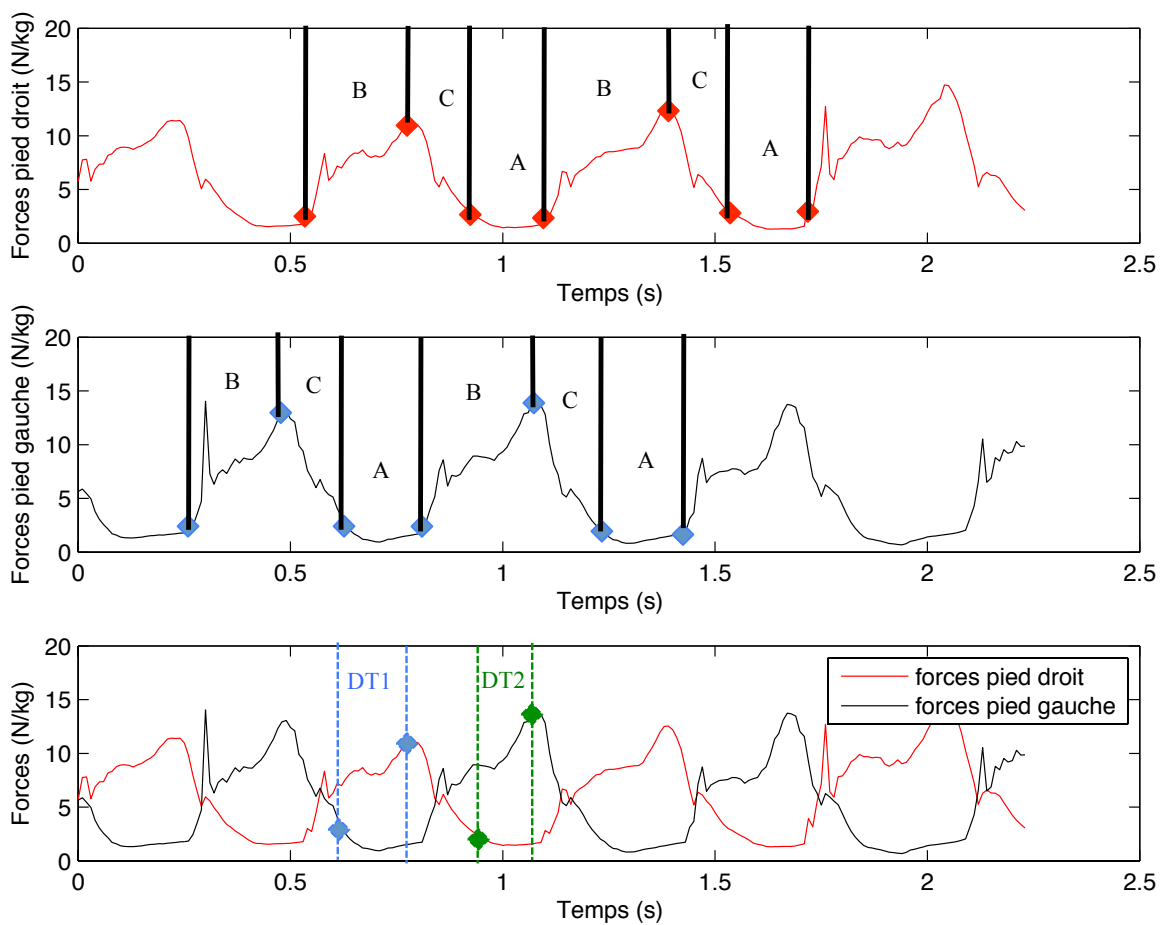 Forces pied droit (N/kg)
20
15
10
5
0
B
C
A
B
C
A
0
0.5
1
1.5
2
2.5
Temps (s)
Forces pied gauche (N/kg)
20
15
10
5
0
B
C
A
B
C
A
0
0.5
1
1.5
2
2.5
Temps (s)
Forces (N/kg)
20
15
10
5
0
DT1
DT2
forces pied droit
forces pied gauche
0
0.5
1
1.5
2
2.5
Temps (s)